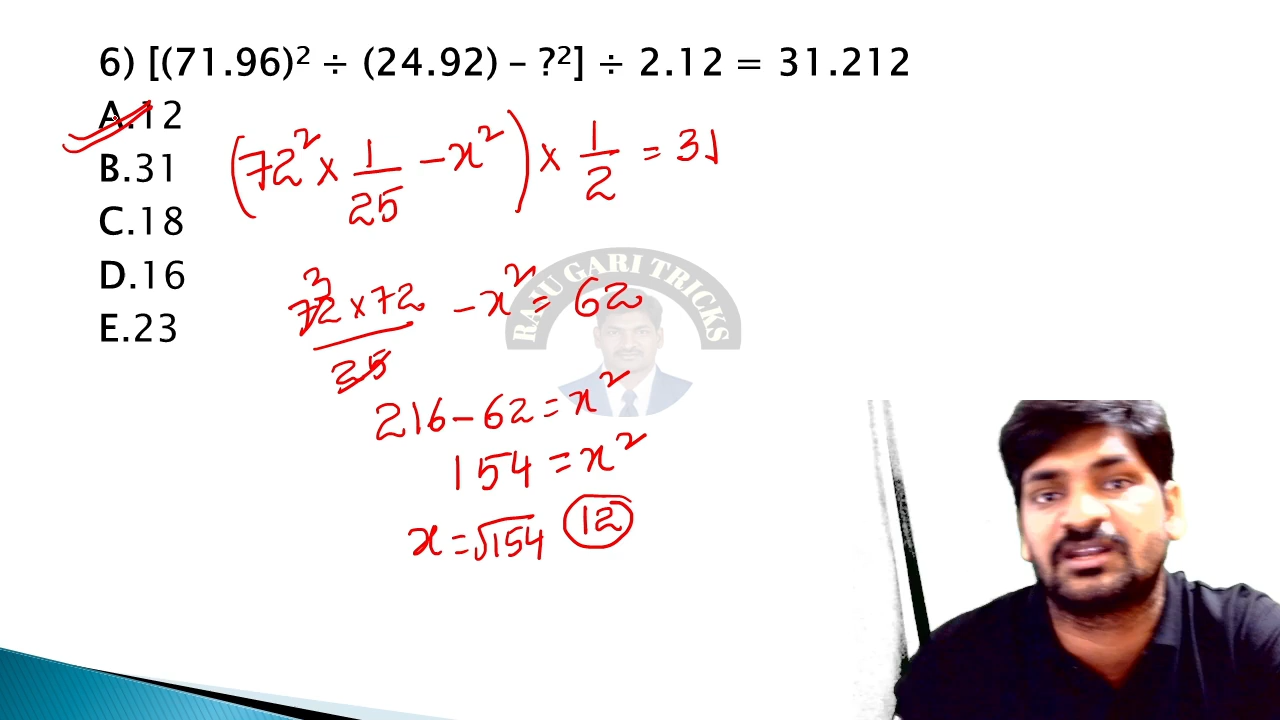 6) [(71.96)² ÷ (24.92) – ?²] ÷ 2.12 = 31.212
A.12
B.31
C.18
D.16
E.23
(72² × 1/25 – x²) × 1/2 = 31
3
72 × 72 / 25 – x² = 62
216 – 62 = x²
154 = x²
x = √154 12
RAJU GARI TRICKS